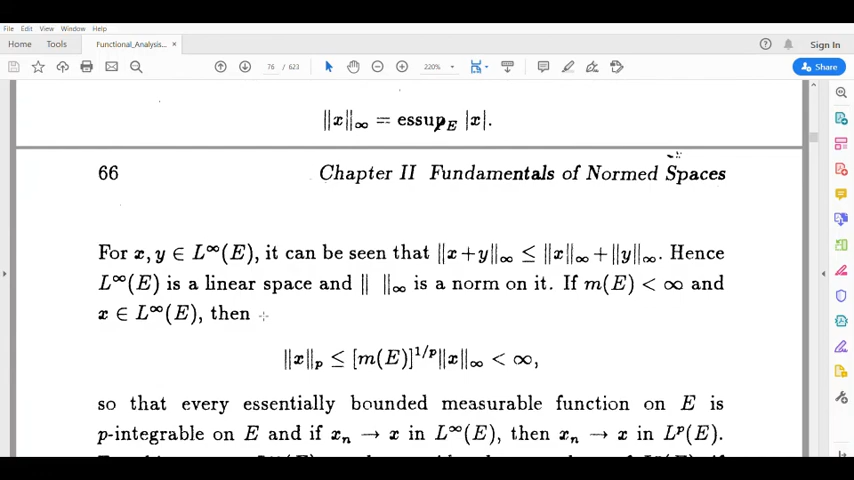 File Edit View Window Help
Home Tools Functional_Analysis_ × Sign In
76 / 623 220% Share
‖x‖∞ = essup_E |x|.
66 Chapter II Fundamentals of Normed Spaces
For x, y ∈ L^∞(E), it can be seen that ‖x+y‖∞ ≤ ‖x‖∞+‖y‖∞. Hence
L^∞(E) is a linear space and ‖ ‖∞ is a norm on it. If m(E) < ∞ and
x ∈ L^∞(E), then
‖x‖_p ≤ [m(E)]^{1/p}‖x‖∞ < ∞,
so that every essentially bounded measurable function on E is
p-integrable on E and if x_n → x in L^∞(E), then x_n → x in L^p(E).